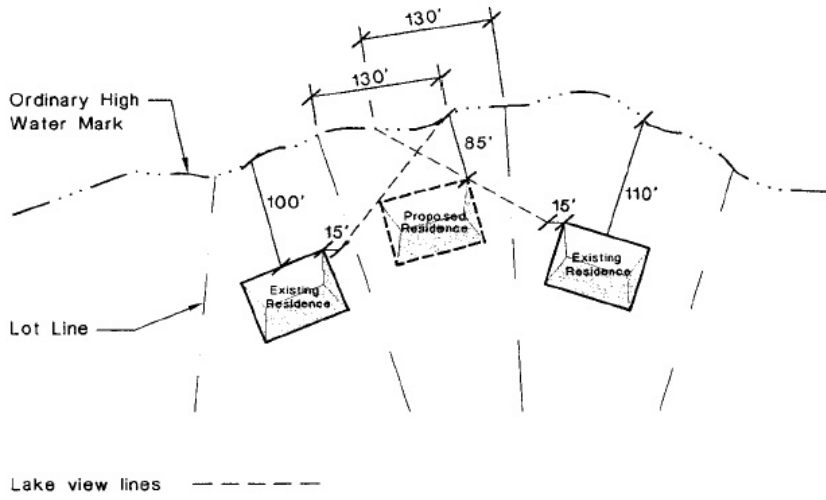 130'
130'
Ordinary High
Water Mark
85'
100'
15'
Proposed
Residence
15'
110'
Existing
Residence
Existing
Residence
Lot Line
Lake view lines